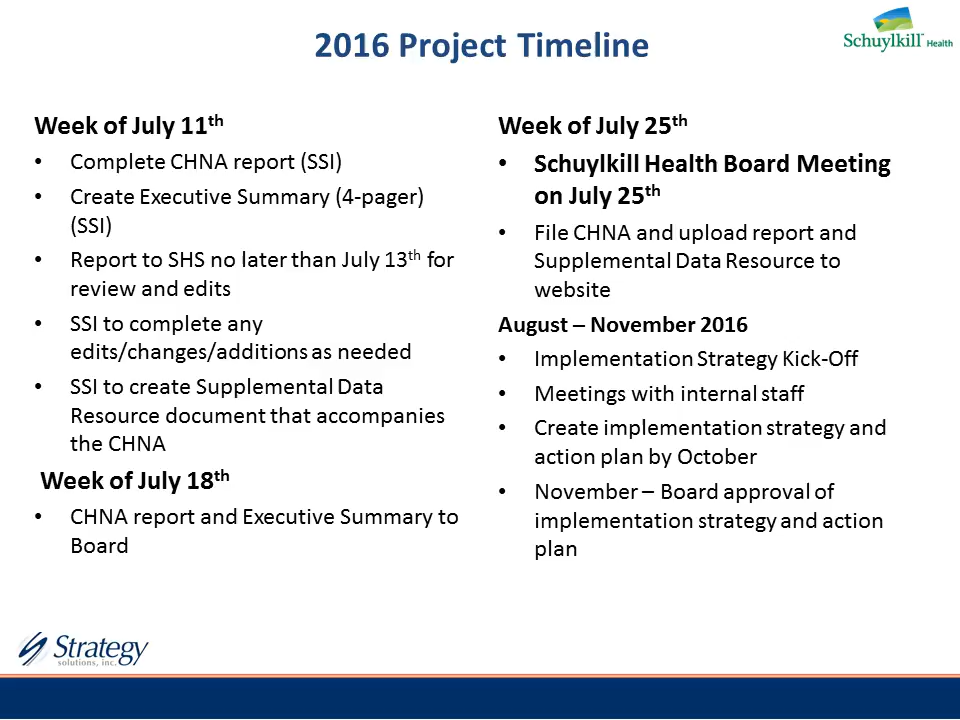 2016 Project Timeline
Schuylkill Health
Week of July 11th
• Complete CHNA report (SSI)
• Create Executive Summary (4-pager)
(SSI)
• Report to SHS no later than July 13th for
review and edits
• SSI to complete any
edits/changes/additions as needed
• SSI to create Supplemental Data
Resource document that accompanies
the CHNA
Week of July 18th
• CHNA report and Executive Summary to
Board
Week of July 25th
• Schuylkill Health Board Meeting
on July 25th
• File CHNA and upload report and
Supplemental Data Resource to
website
August – November 2016
• Implementation Strategy Kick-Off
• Meetings with internal staff
• Create implementation strategy and
action plan by October
• November – Board approval of
implementation strategy and action
plan
Strategy
solutions, inc.